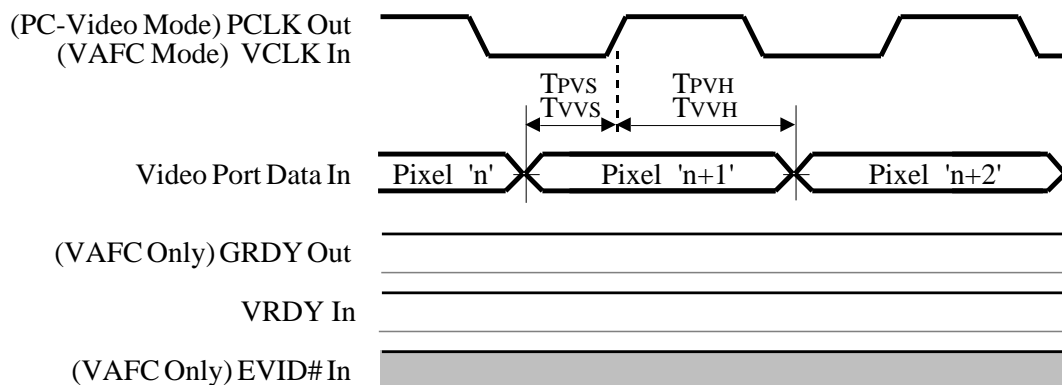 (PC-Video Mode) PCLK Out
(VAFC Mode) VCLK In
TPVS
TVVS
TPVH
TVVH
Video Port Data In
Pixel 'n'
Pixel 'n+1'
Pixel 'n+2'
(VAFC Only) GRDY Out
VRDY In
(VAFC Only) EVID# In